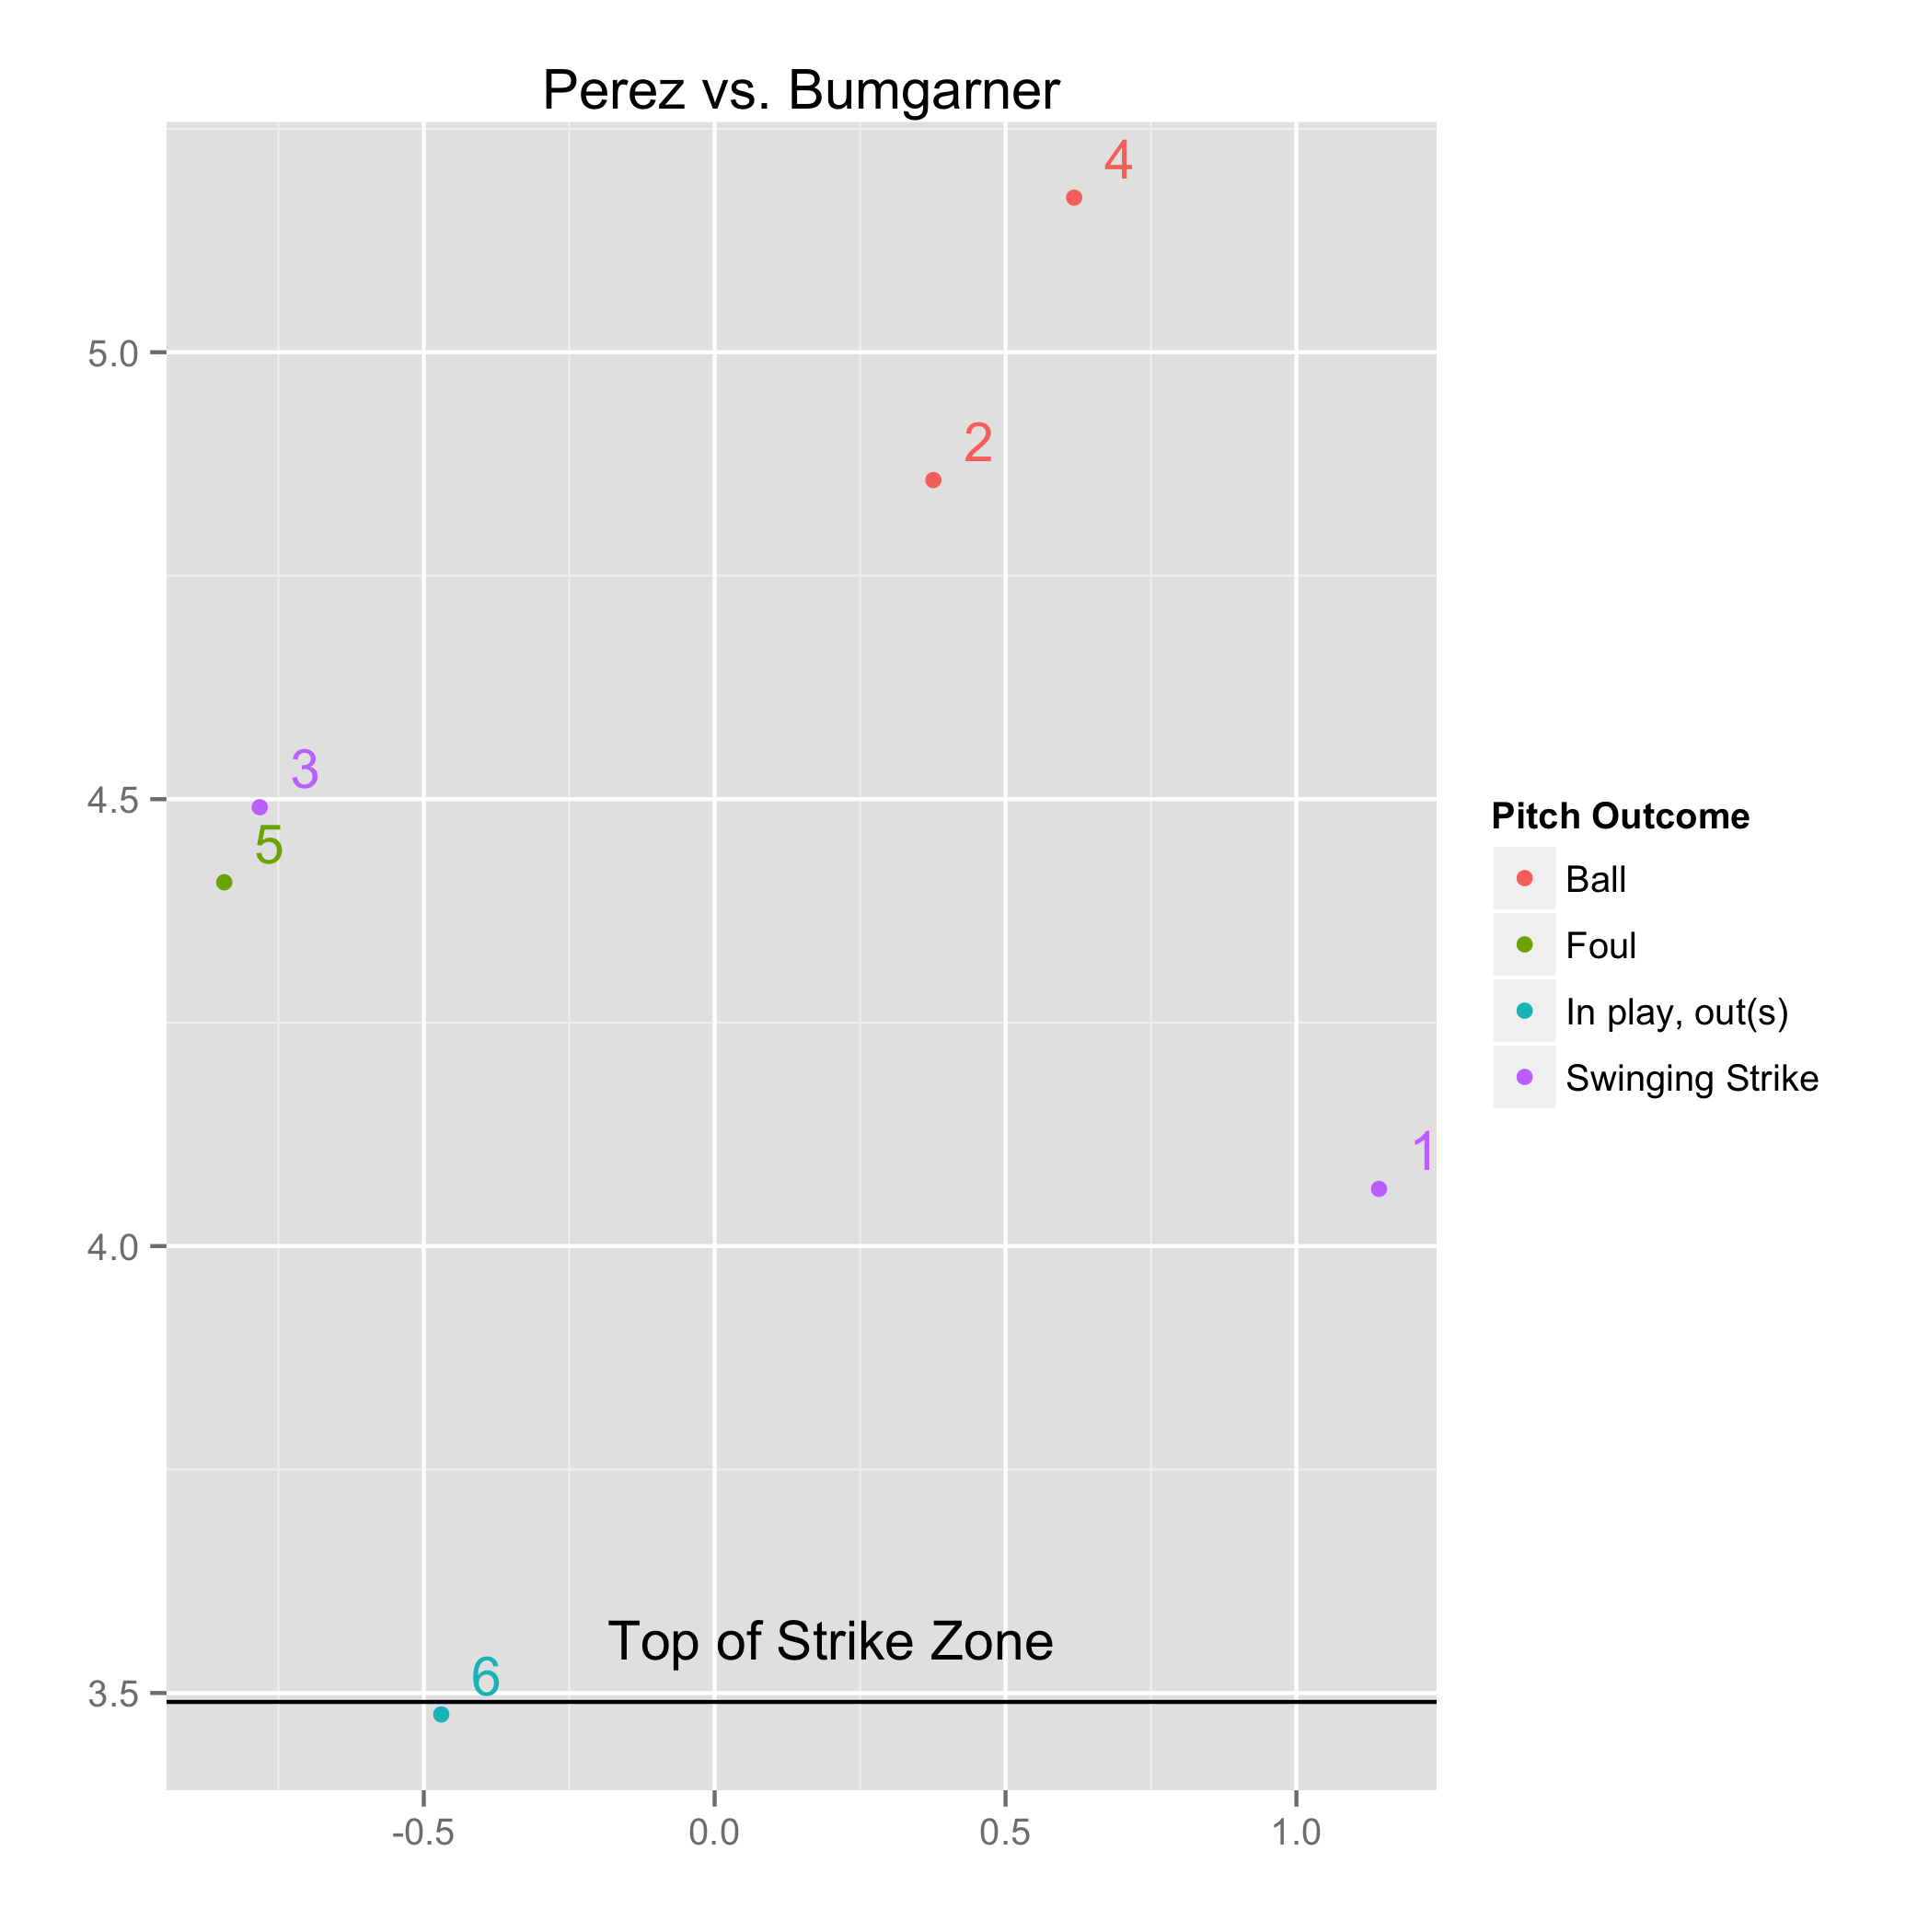 Perez vs. Bumgarner
4
5.0
2
3
4.5
5
Pitch Outcome
Ball
Foul
In play, out(s)
Swinging Strike
1
4.0
Top of Strike Zone
6
3.5
-0.5
0.0
0.5
1.0